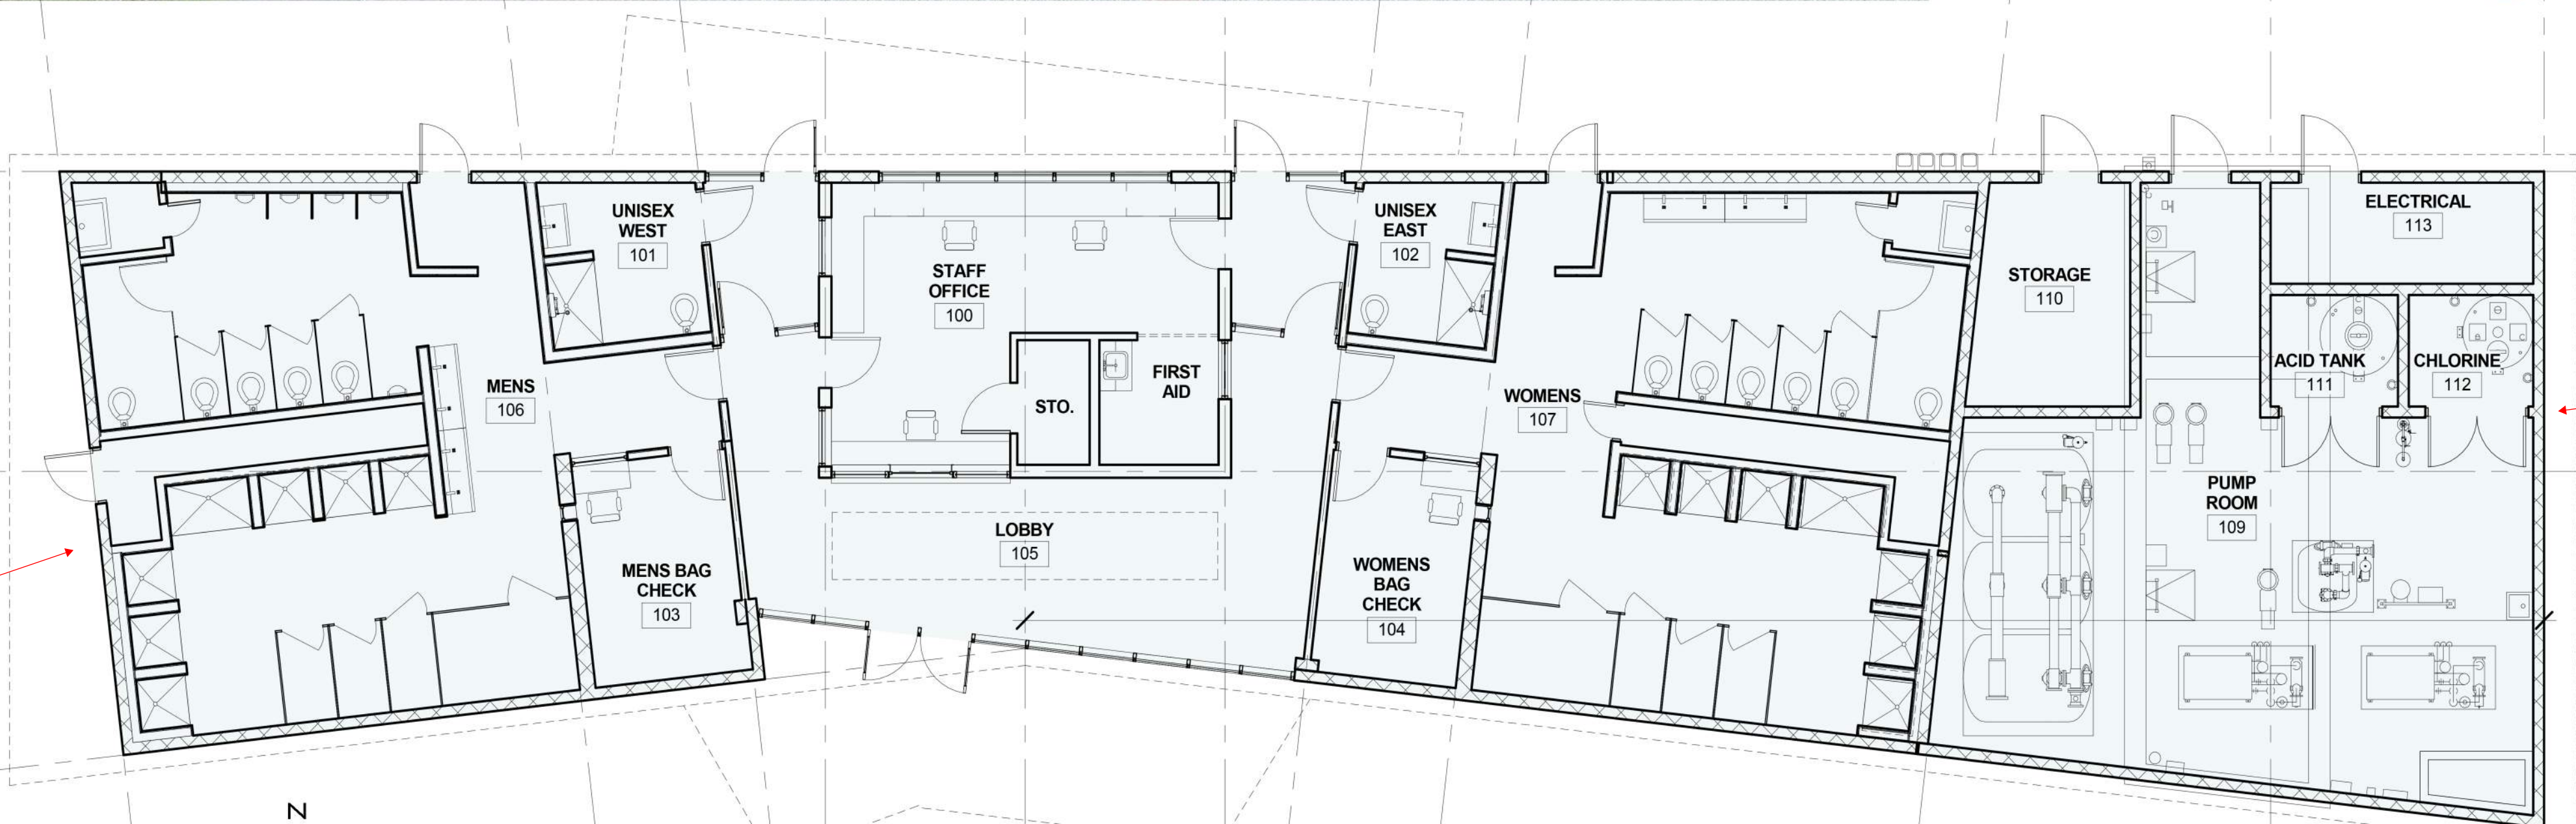 UNISEX
WEST
101
STAFF
OFFICE
100
UNISEX
EAST
102
STORAGE
110
ELECTRICAL
113
MENS
106
STO.
FIRST
AID
WOMENS
107
ACID TANK
111
CHLORINE
112
MENS BAG
CHECK
103
LOBBY
105
WOMENS
BAG
CHECK
104
PUMP
ROOM
109
N